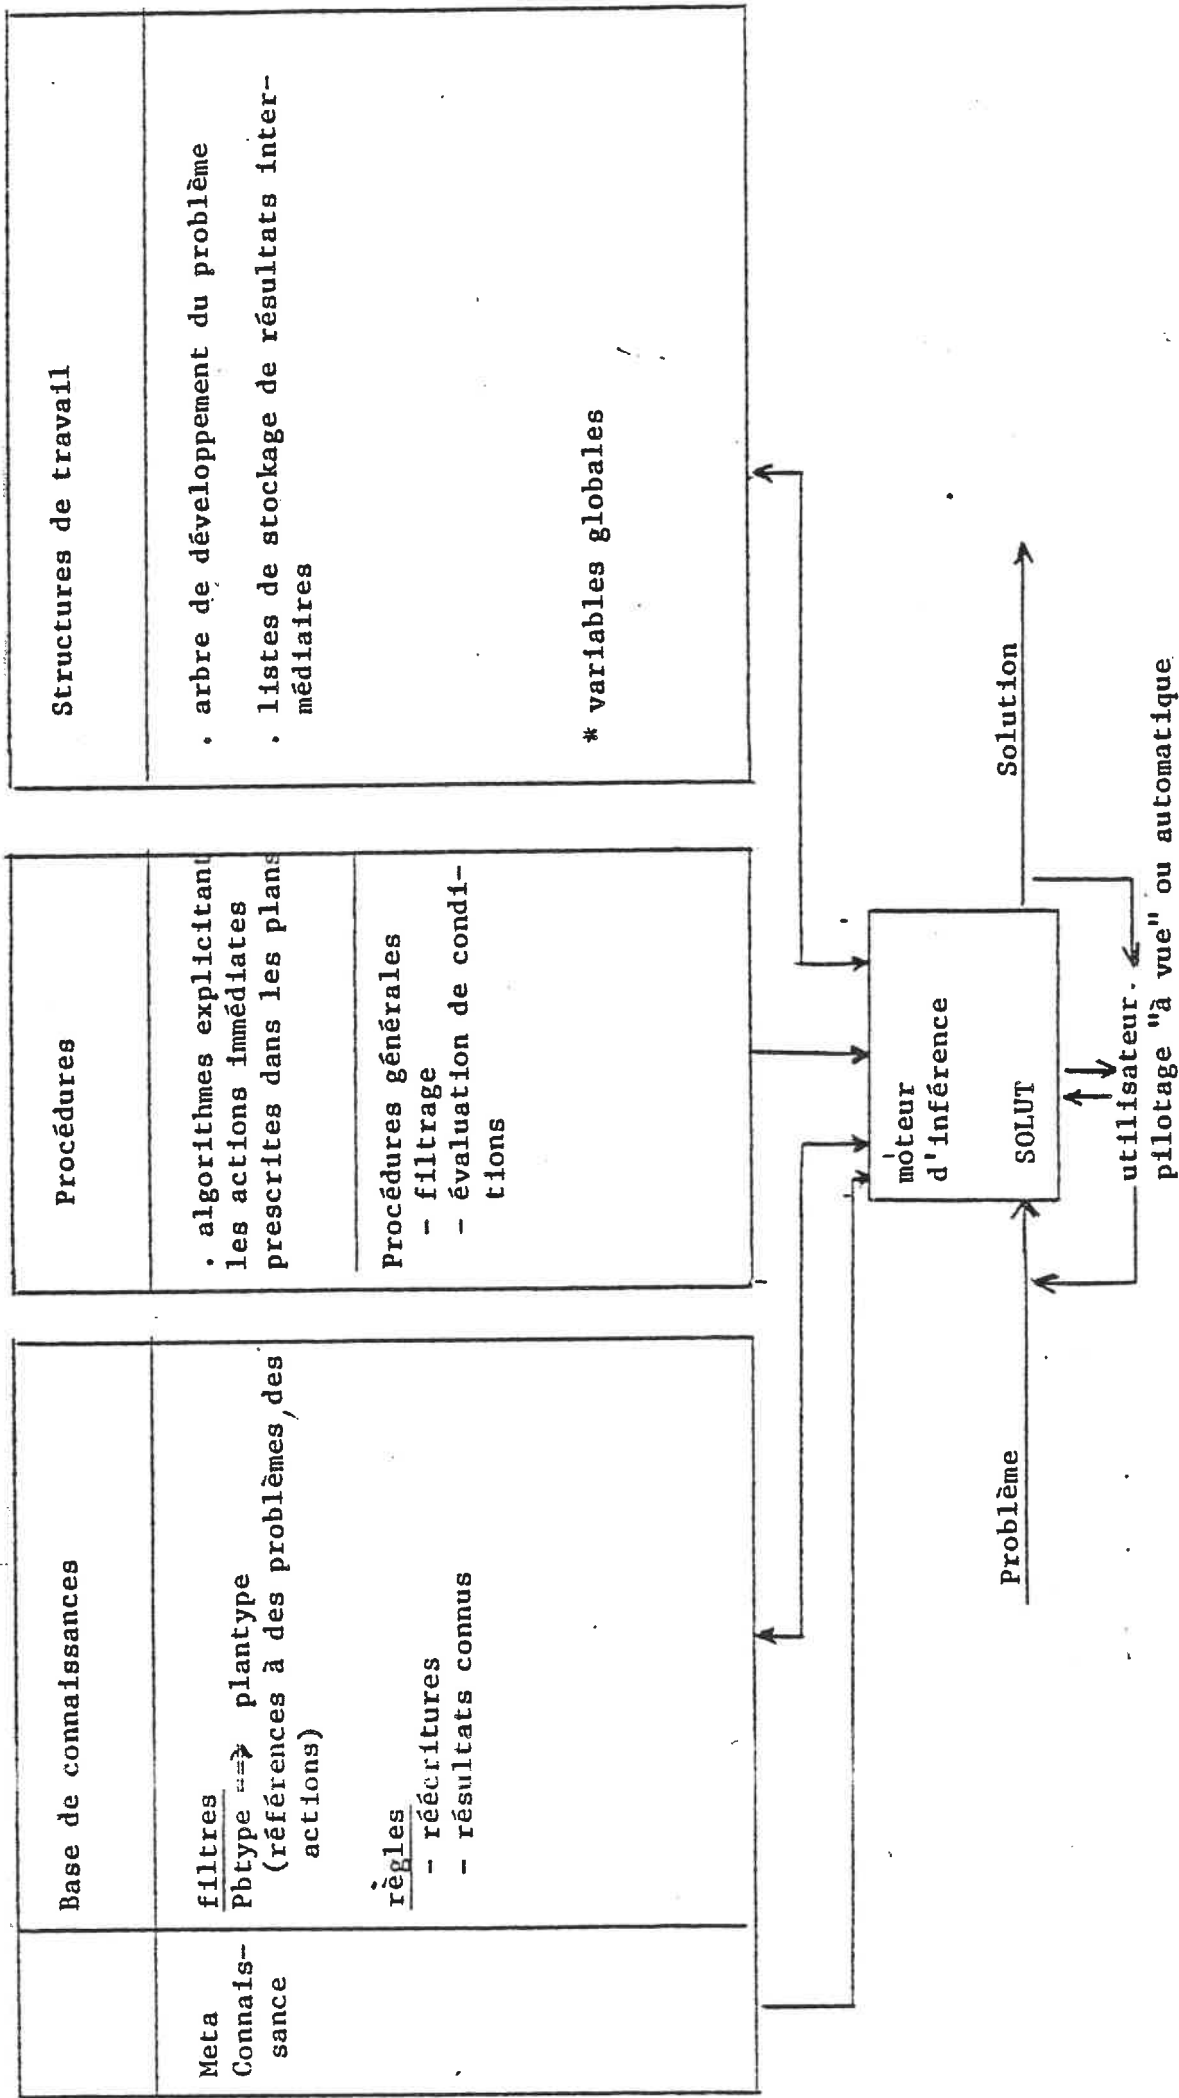 Base de connaissances
Meta
Connais-
sance
filtres
Pbtype ==> plantype
(références à des problèmes, des
actions)
règles
- réécritures
- résultats connus
Procédures
. algorithmes explicitant
les actions immédiates
prescrites dans les plans
Procédures générales
- filtrage
- évaluation de condi-
tions
Structures de travail
. arbre de développement du problème
. listes de stockage de résultats inter-
médiaires
* variables globales
Problème
moteur
d'inférence
SOLUT
Solution
utilisateur.
pilotage "à vue" ou automatique